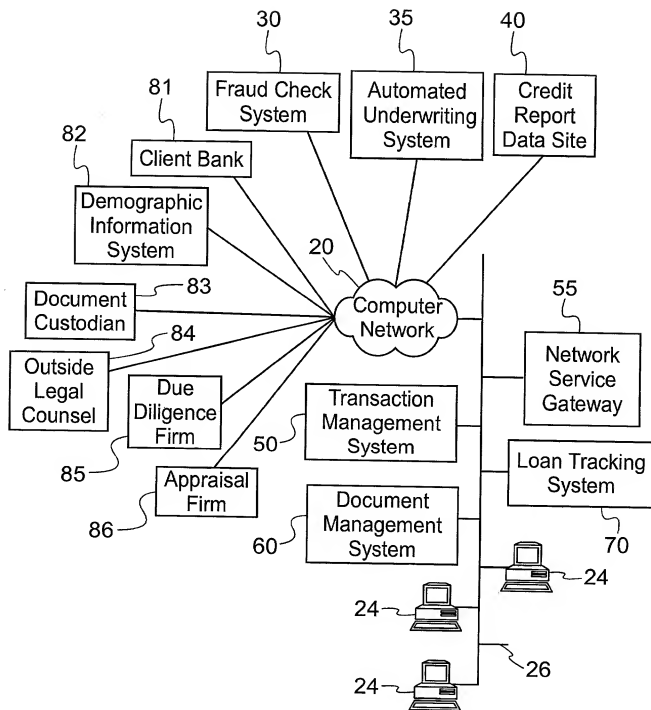 30
35
40
81
Fraud Check
System
Automated
Underwriting
System
Credit
Report
Data Site
82
Client Bank
Demographic
Information
System
20
83
Document
Custodian
Computer
Network
55
84
Network
Service
Gateway
Outside
Legal
Counsel
Due
Diligence
Firm
50
Transaction
Management
System
85
Loan Tracking
System
Appraisal
Firm
86
60
Document
Management
System
70
24
24
26
24